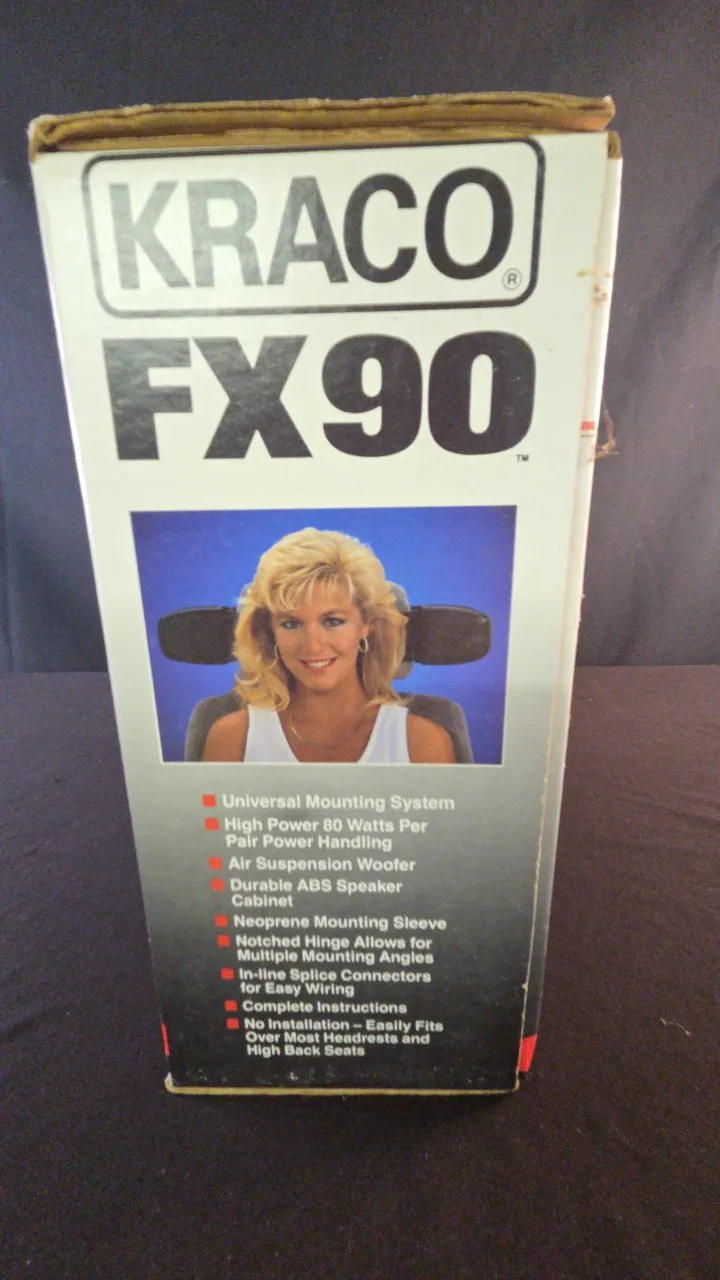 KRACO
®
FX90
™
Universal Mounting System
High Power 80 Watts Per
Pair Power Handling
Air Suspension Woofer
Durable ABS Speaker
Cabinet
Neoprene Mounting Sleeve
Notched Hinge Allows for
Multiple Mounting Angles
In-line Splice Connectors
for Easy Wiring
Complete Instructions
No Installation – Easily Fits
Over Most Headrests and
High Back Seats